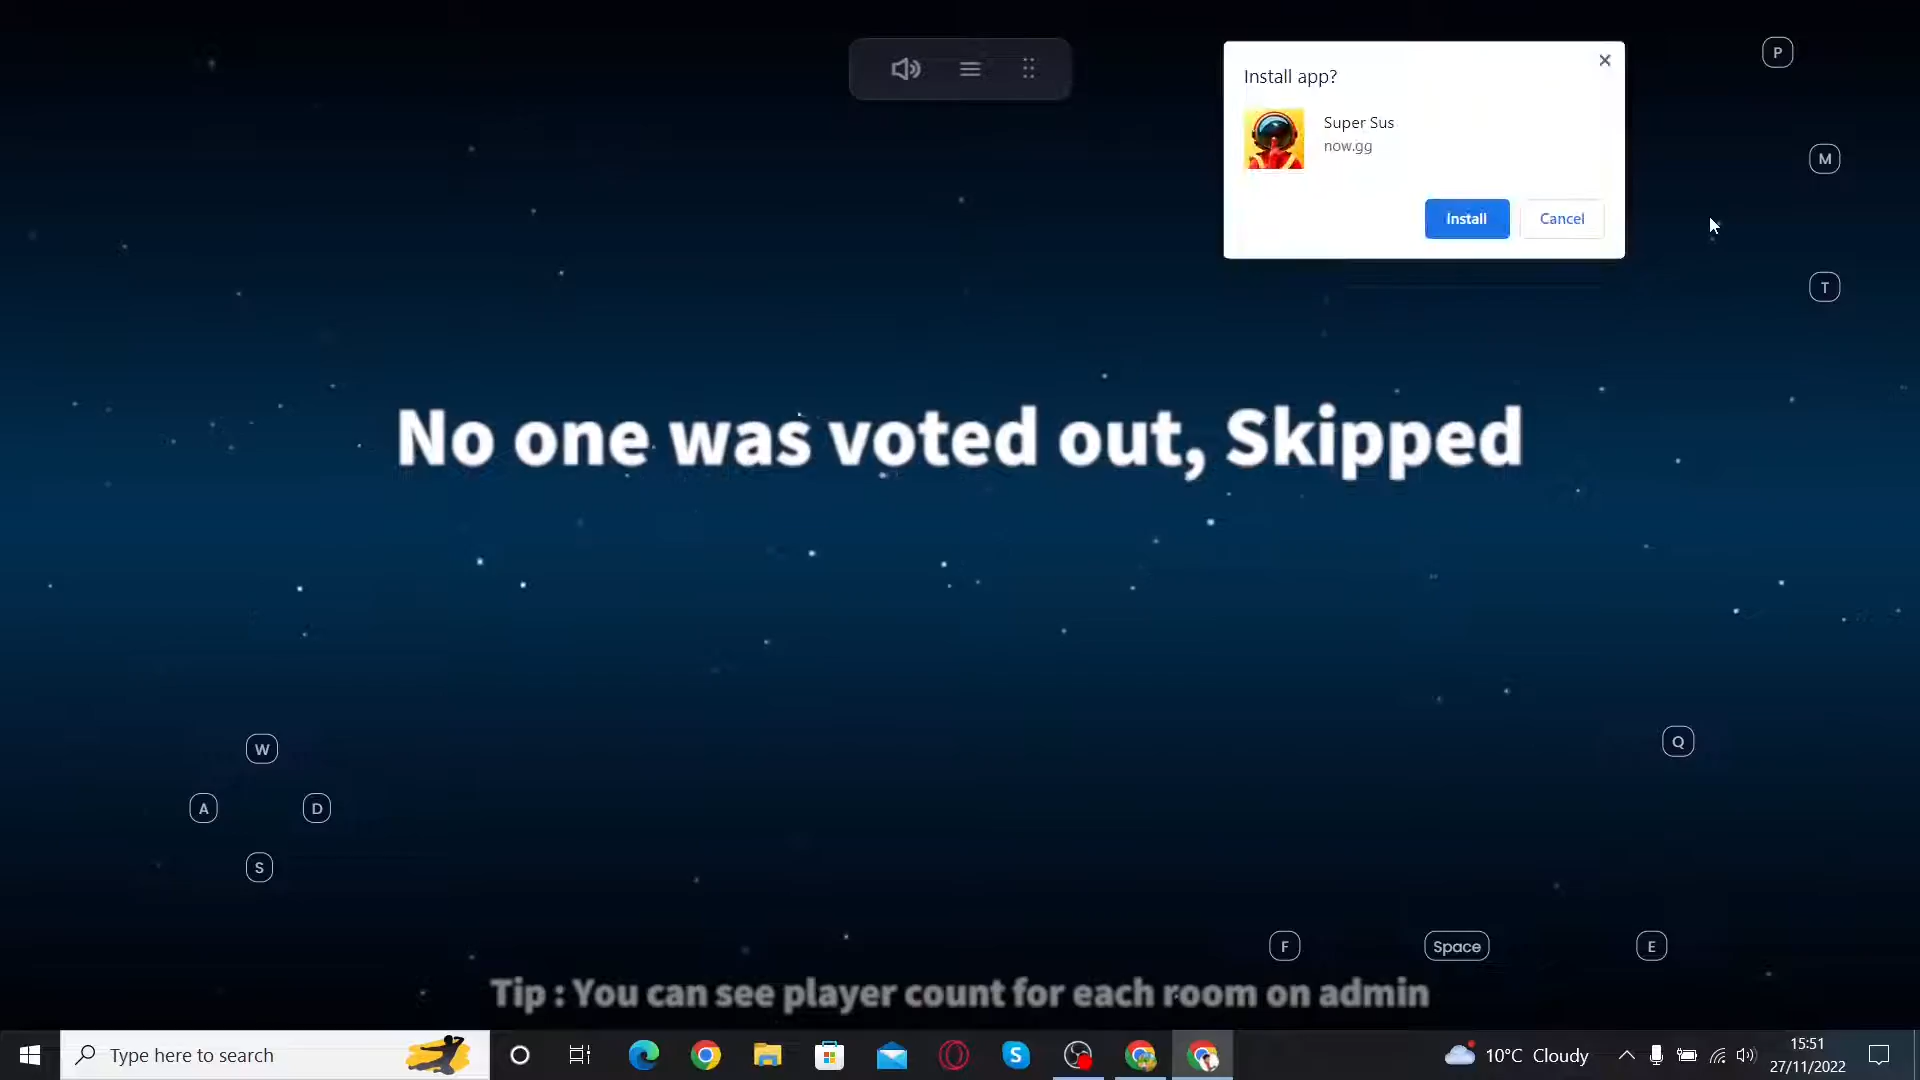 P
Install app?
Super Sus
now.gg
M
Install
Cancel
T
No one was voted out, Skipped
W
Q
A
D
S
F
Space
E
Tip : You can see player count for each room on admin
Type here to search
10°C Cloudy
15:51
27/11/2022